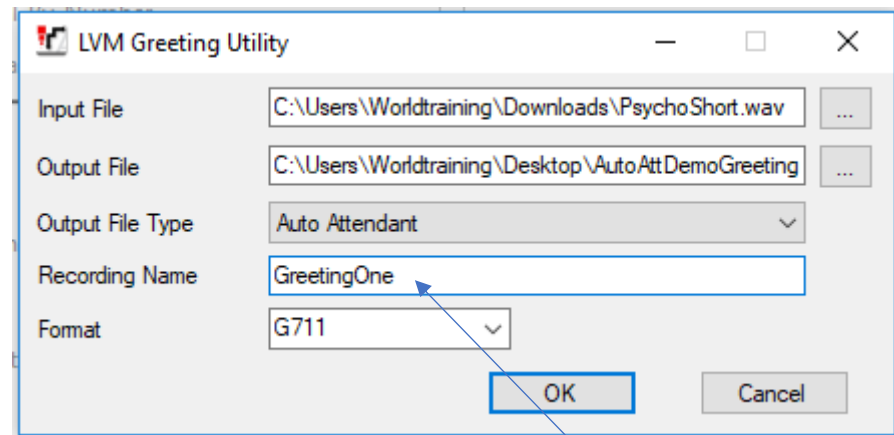 LVM Greeting Utility
Input File C:\Users\Worldtraining\Downloads\PsychoShort.wav ...
Output File C:\Users\Worldtraining\Desktop\AutoAttDemoGreeting ...
Output File Type Auto Attendant
Recording Name GreetingOne
Format G711
OK Cancel